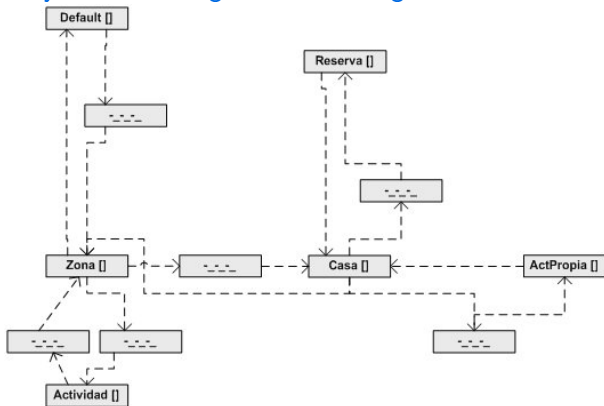 Default []
Reserva []
-_-_-
-_-_-
Zona []
-_-_-
Casa []
ActPropia []
-_-_-
-_-_-
-_-_-
Actividad []